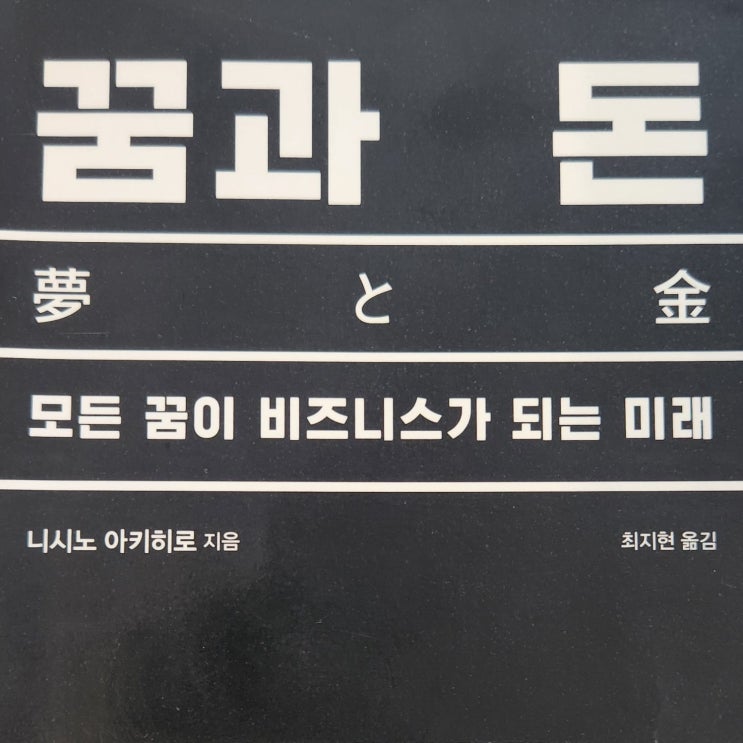 꿈과 돈
夢と金
모든 꿈이 비즈니스가 되는 미래
니시노 아키히로 지음 최지현 옮김